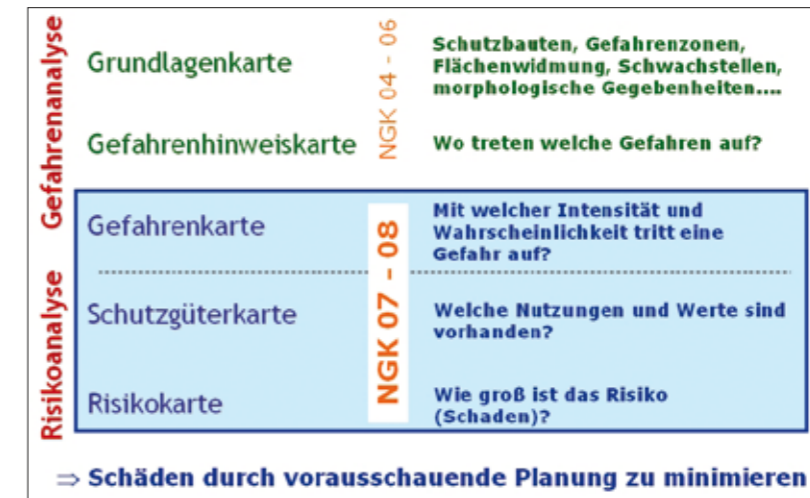 Gefahrenanalyse
Grundlagenkarte
NGK 04 - 06
Schutzbauten, Gefahrenzonen,
Flächenwidmung, Schwachstellen,
morphologische Gegebenheiten....
Gefahrenhinweiskarte
Wo treten welche Gefahren auf?
Gefahrenkarte
NGK 07 - 08
Mit welcher Intensität und
Wahrscheinlichkeit tritt eine
Gefahr auf?
Risikoanalyse
Schutzgüterkarte
Welche Nutzungen und Werte sind
vorhanden?
Risikokarte
Wie groß ist das Risiko
(Schaden)?
⇒ Schäden durch vorausschauende Planung zu minimieren